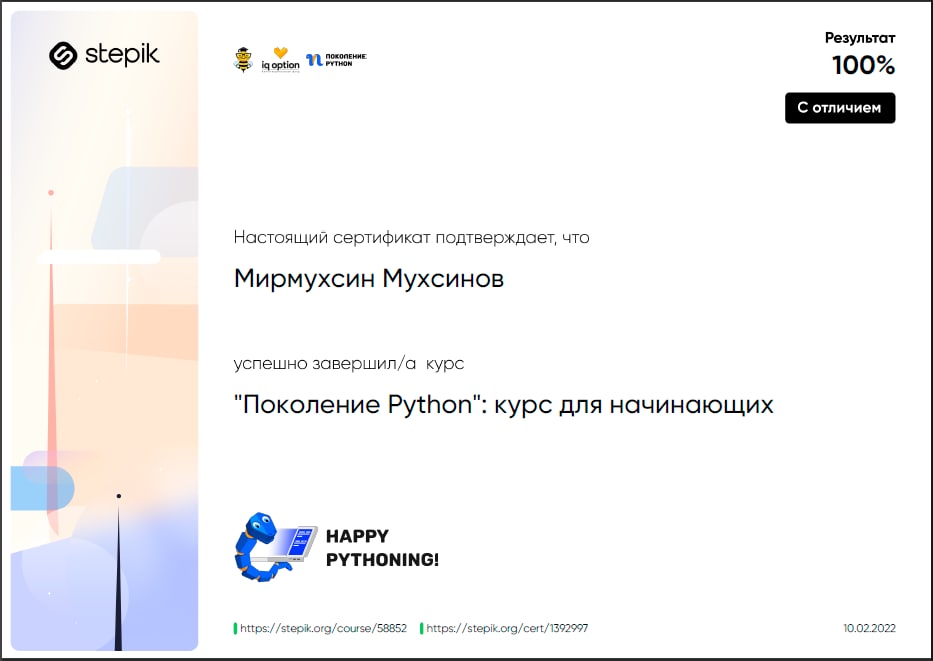 stepik
iq option
ПОКОЛЕНИЕ
PYTHON
Результат
100%
С отличием
Настоящий сертификат подтверждает, что
Мирмухсин Мухсинов
успешно завершил/а курс
"Поколение Python": курс для начинающих
HAPPY
PYTHONING!
https://stepik.org/course/58852 https://stepik.org/cert/1392997
10.02.2022